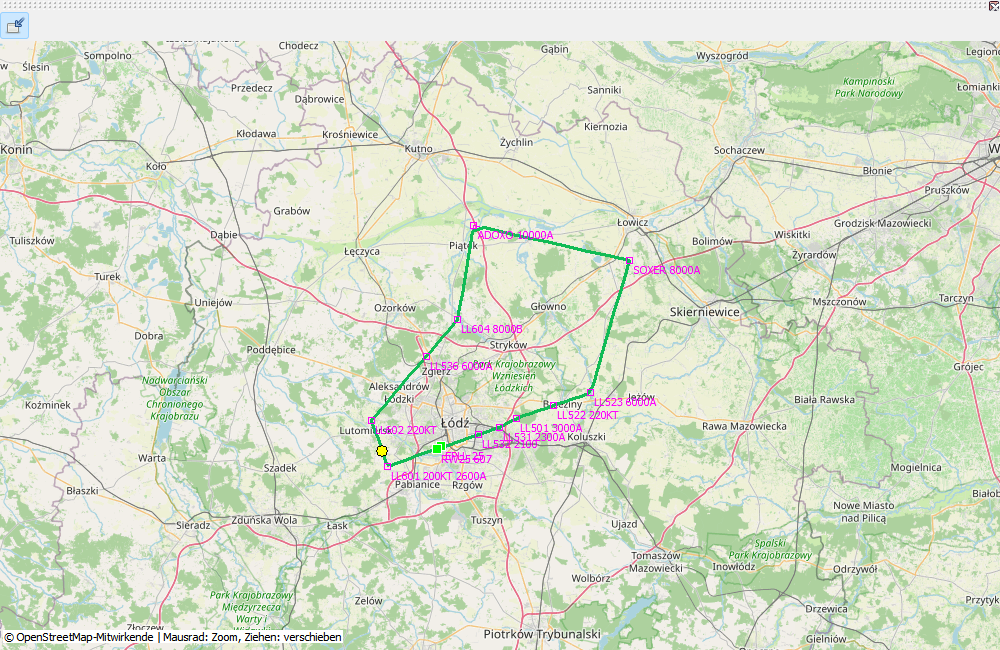 Sompolno
Chodecz
Gąbin
Wyszogród
Ślesin
Przedecz
Dąbrowice
Sanniki
Kampinoski
Park Narodowy
Łomianki
Kłodawa
Krośniewice
Kiernozia
Konin
Kutno
Żychlin
Sochaczew
Koło
Błonie
Pruszków
Grabów
Łowicz
Grodzisk Mazowiecki
Dąbie
ADOXO 10000A
Wiskitki
Tuliszków
Łęczyca
Piątek
Bolimów
Żyrardów
SOXER 8000A
Turek
Uniejów
Mszczonów
Tarczyn
Ozorków
Głowno
Skierniewice
LL604 8000B
Dobra
Stryków
Poddębice
LL536 6000A
Park Krajobrazowy
Wzniesień
Łódzkich
Zgierz
Grójec
Nadwarciański
Obszar
Chronionego
Krajobrazu
Aleksandrów
Łódzki
Jeżów
Biała Rawska
Koźminek
Brzeziny
LL523 6000A
LL522 220KT
Łódź
LL501 3000A
Rawa Mazowiecka
Lutomiersk
LL602 220KT
LL531 2300A
LL532 2100
Koluszki
Warta
EPLL 25
RW25 607
Szadek
Mogielnica
LL601 200KT 2600A
Pabianice
Rzgów
Błaszki
Nowe Miasto
nad Pilicą
Sieradz
Zduńska Wola
Łask
Tuszyn
Ujazd
Spalski
Park Krajobrazowy
Tomaszów
Mazowiecki
Inowłódz
Odrzywół
Wolbórz
Park Krajobrazowy
Międzyrzecza
Warty i
Zelów
Drzewica
Złoczew
Piotrków Trybunalski
Gielniów
© OpenStreetMap-Mitwirkende | Mausrad: Zoom, Ziehen: verschieben